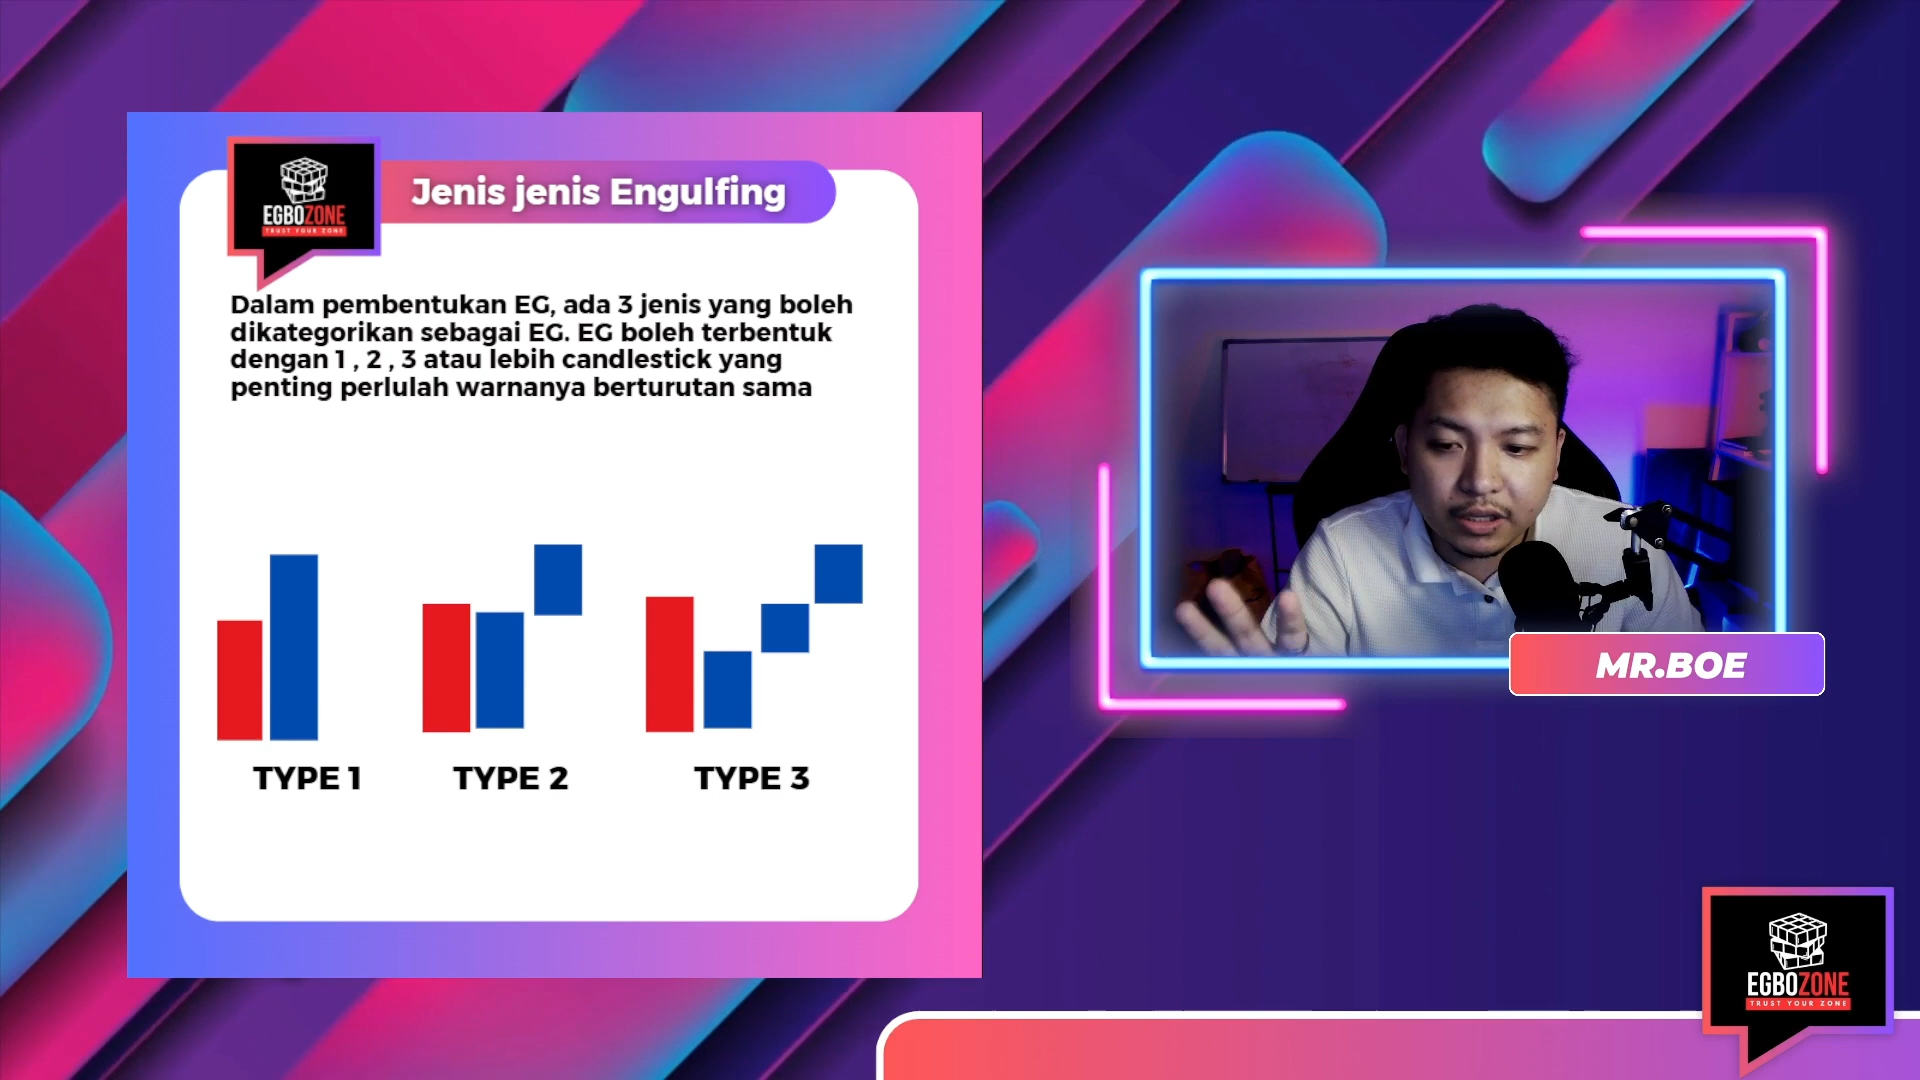 EGBOZONE
TRUST YOUR ZONE
Jenis jenis Engulfing
Dalam pembentukan EG, ada 3 jenis yang boleh
dikategorikan sebagai EG. EG boleh terbentuk
dengan 1 , 2 , 3 atau lebih candlestick yang
penting perlulah warnanya berturutan sama
TYPE 1
TYPE 2
TYPE 3
MR.BOE
EGBOZONE
TRUST YOUR ZONE